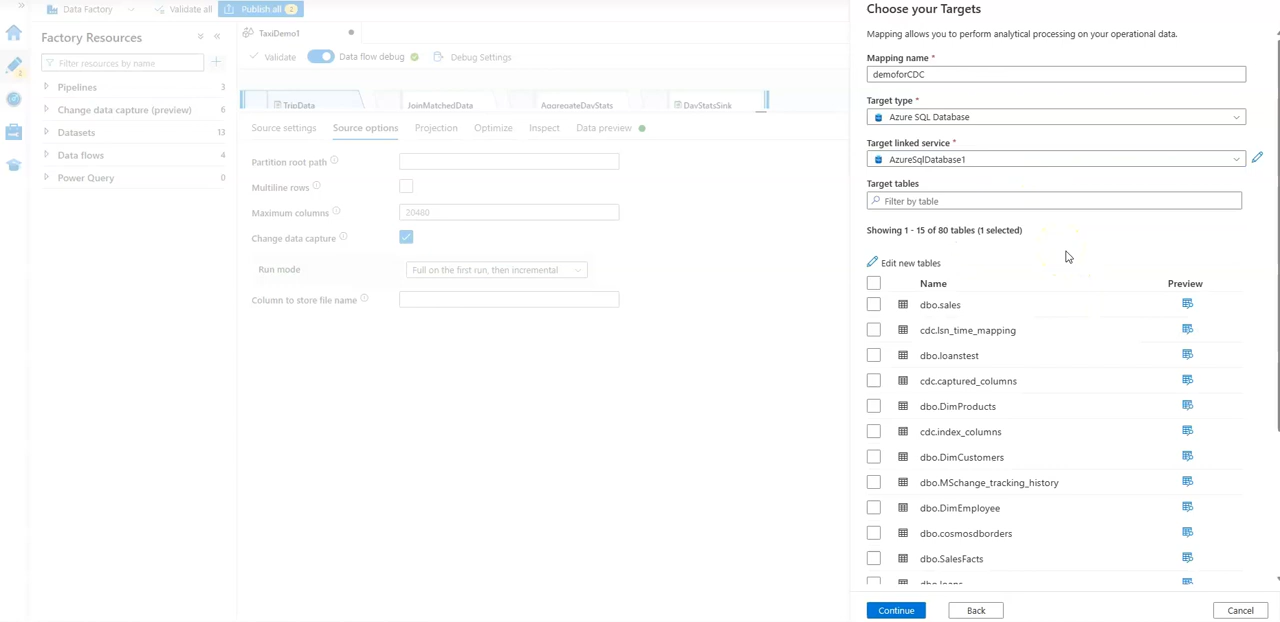 Data Factory
Validate all
Publish all 2
Factory Resources
Filter resources by name
Pipelines 3
Change data capture (preview) 6
Datasets 13
Data flows 4
Power Query 0
TaxiDemo1
Validate
Data flow debug
Debug Settings
TripData
JoinMatchedData
AggregateDayStats
DayStatsSink
Source settings
Source options
Projection
Optimize
Inspect
Data preview
Partition root path
Multiline rows
Maximum columns 20480
Change data capture
Run mode Full on the first run, then incremental
Column to store file name
Choose your Targets
Mapping allows you to perform analytical processing on your operational data.
Mapping name *
demoforCDC
Target type *
Azure SQL Database
Target linked service *
AzureSqlDatabase1
Target tables
Filter by table
Showing 1 - 15 of 80 tables (1 selected)
Edit new tables
Name Preview
dbo.sales
cdc.lsn_time_mapping
dbo.loanstest
cdc.captured_columns
dbo.DimProducts
cdc.index_columns
dbo.DimCustomers
dbo.MSchange_tracking_history
dbo.DimEmployee
dbo.cosmosdborders
dbo.SalesFacts
dbo.loans
Continue
Back
Cancel